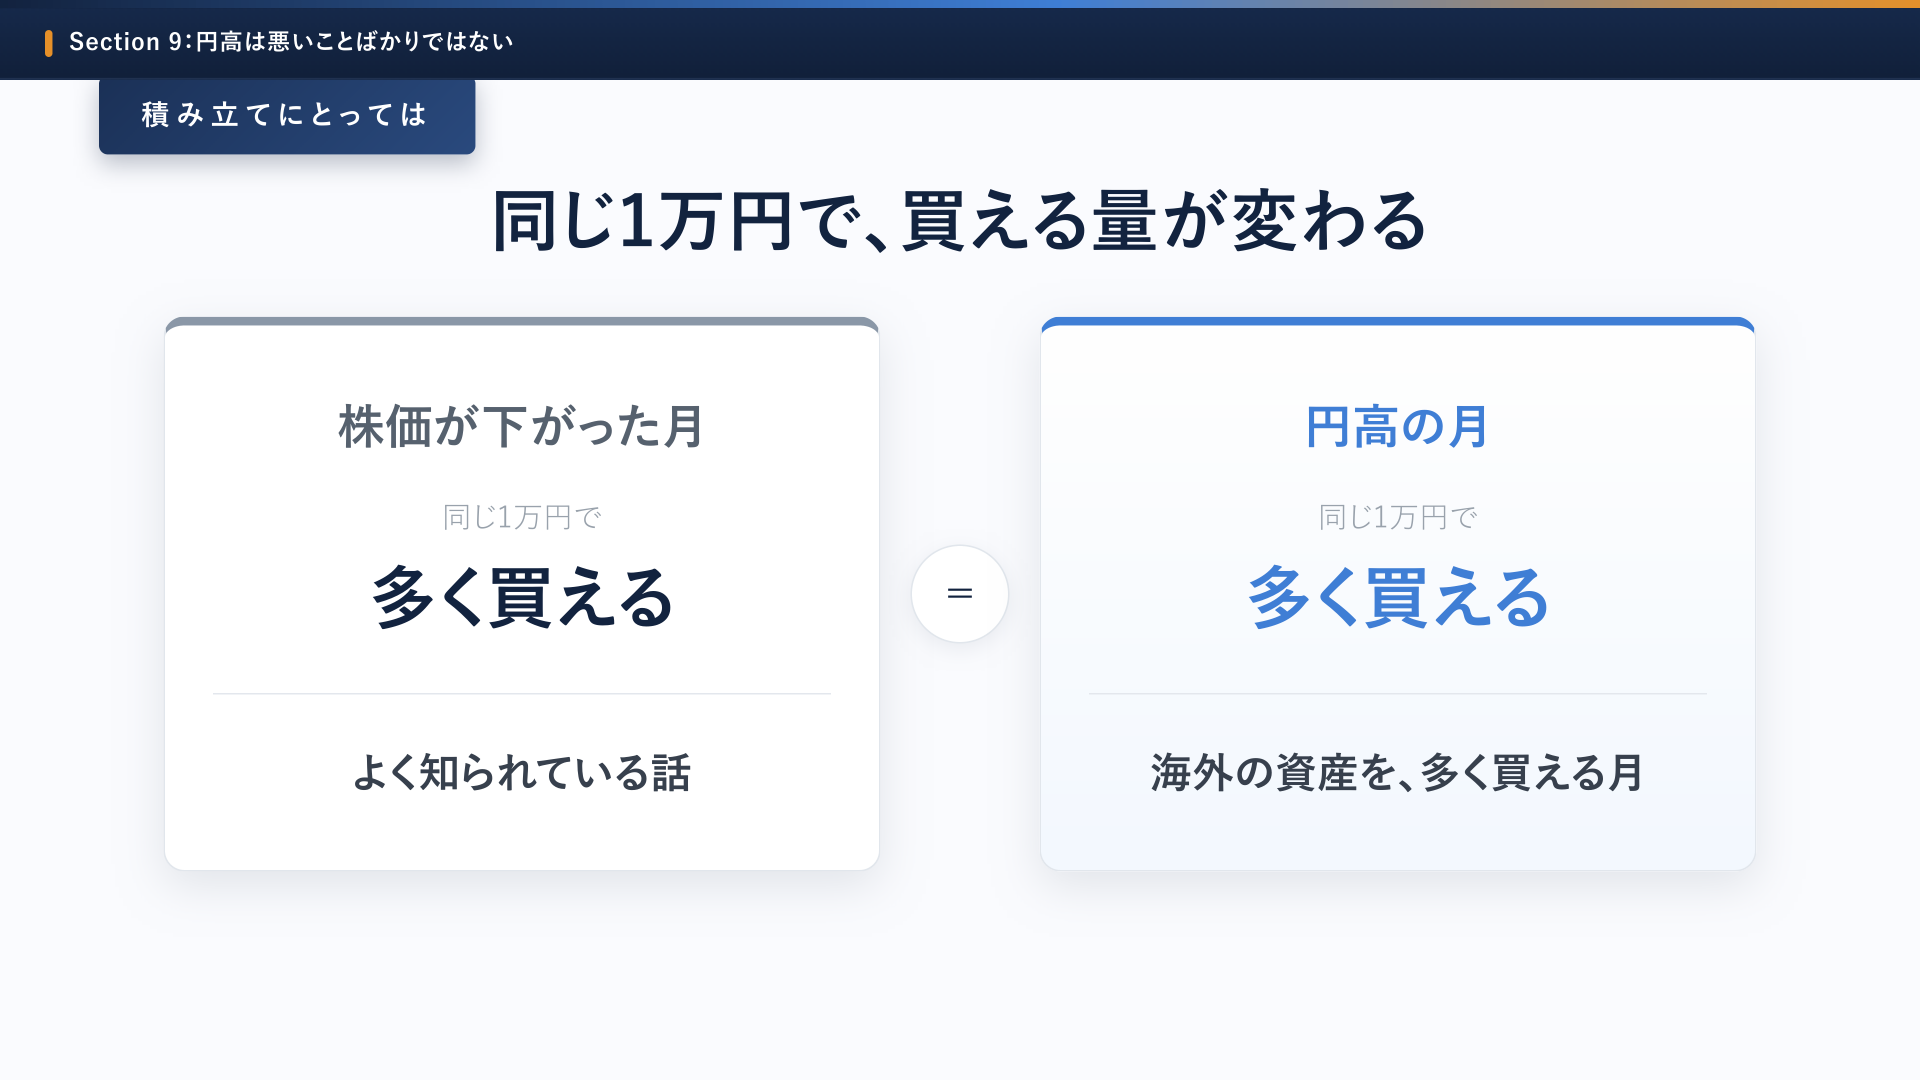 Section 9：円高は悪いことばかりではない
積み立てにとっては
同じ1万円で、買える量が変わる
株価が下がった月
同じ1万円で
多く買える
よく知られている話
＝
円高の月
同じ1万円で
多く買える
海外の資産を、多く買える月